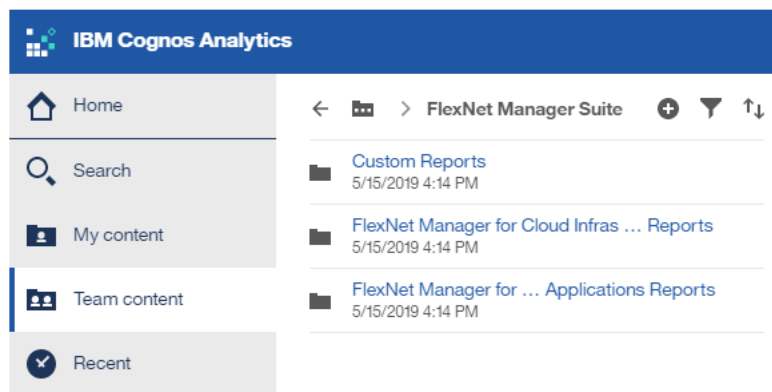 IBM Cognos Analytics
Home
Search
My content
Team content
Recent
> FlexNet Manager Suite
Custom Reports
5/15/2019 4:14 PM
FlexNet Manager for Cloud Infras … Reports
5/15/2019 4:14 PM
FlexNet Manager for … Applications Reports
5/15/2019 4:14 PM